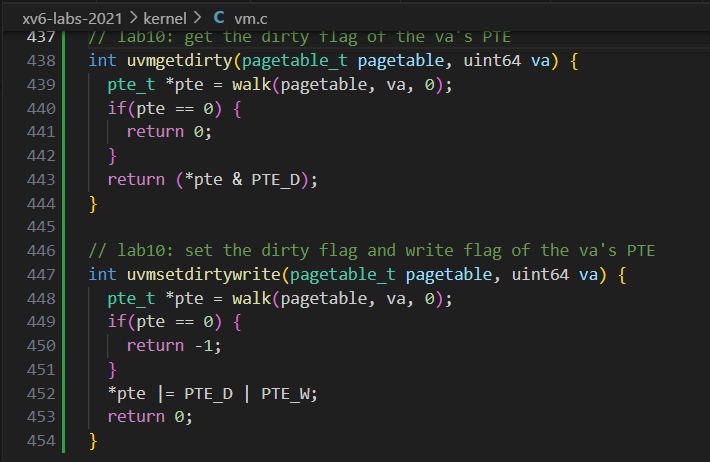 xv6-labs-2021 > kernel > C vm.c
437 // lab10: get the dirty flag of the va's PTE
438 int uvmgetdirty(pagetable_t pagetable, uint64 va) {
439   pte_t *pte = walk(pagetable, va, 0);
440   if(pte == 0) {
441     return 0;
442   }
443   return (*pte & PTE_D);
444 }
445
446 // lab10: set the dirty flag and write flag of the va's PTE
447 int uvmsetdirtywrite(pagetable_t pagetable, uint64 va) {
448   pte_t *pte = walk(pagetable, va, 0);
449   if(pte == 0) {
450     return -1;
451   }
452   *pte |= PTE_D | PTE_W;
453   return 0;
454 }